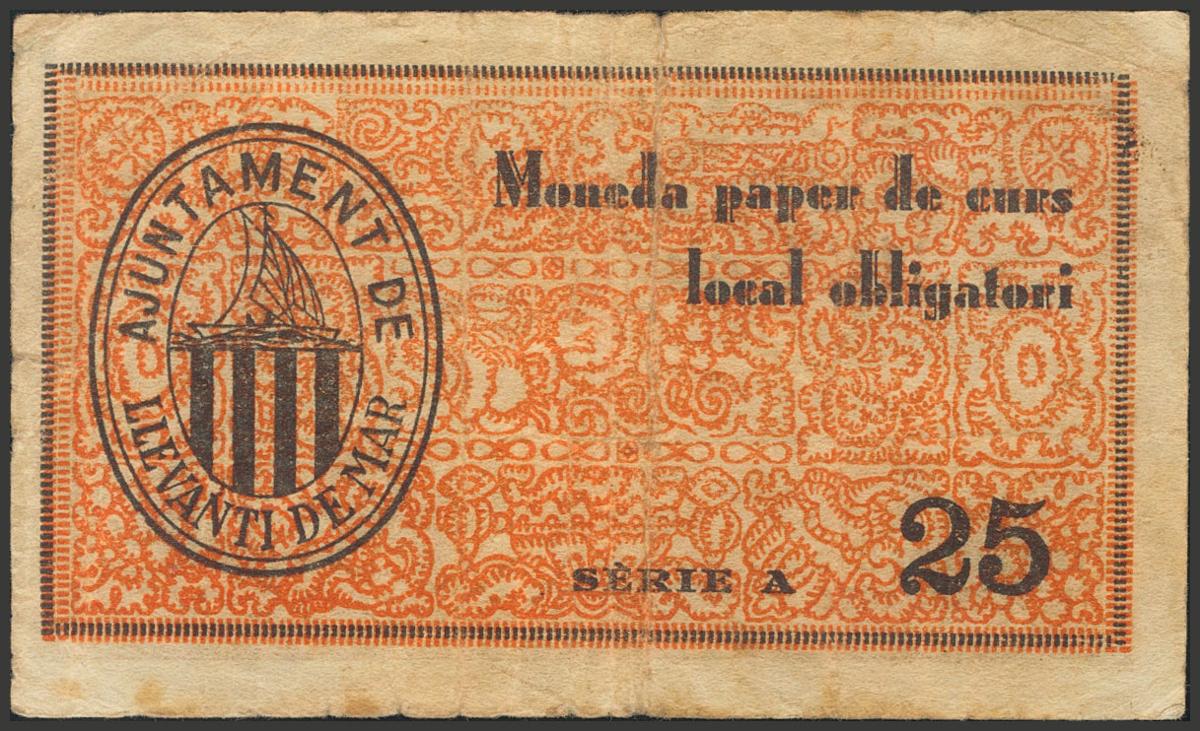 AJUNTAMENT DE
LLEVANTI DE MAR
Moneda paper de curs
local obligatori
SÈRIE A
25